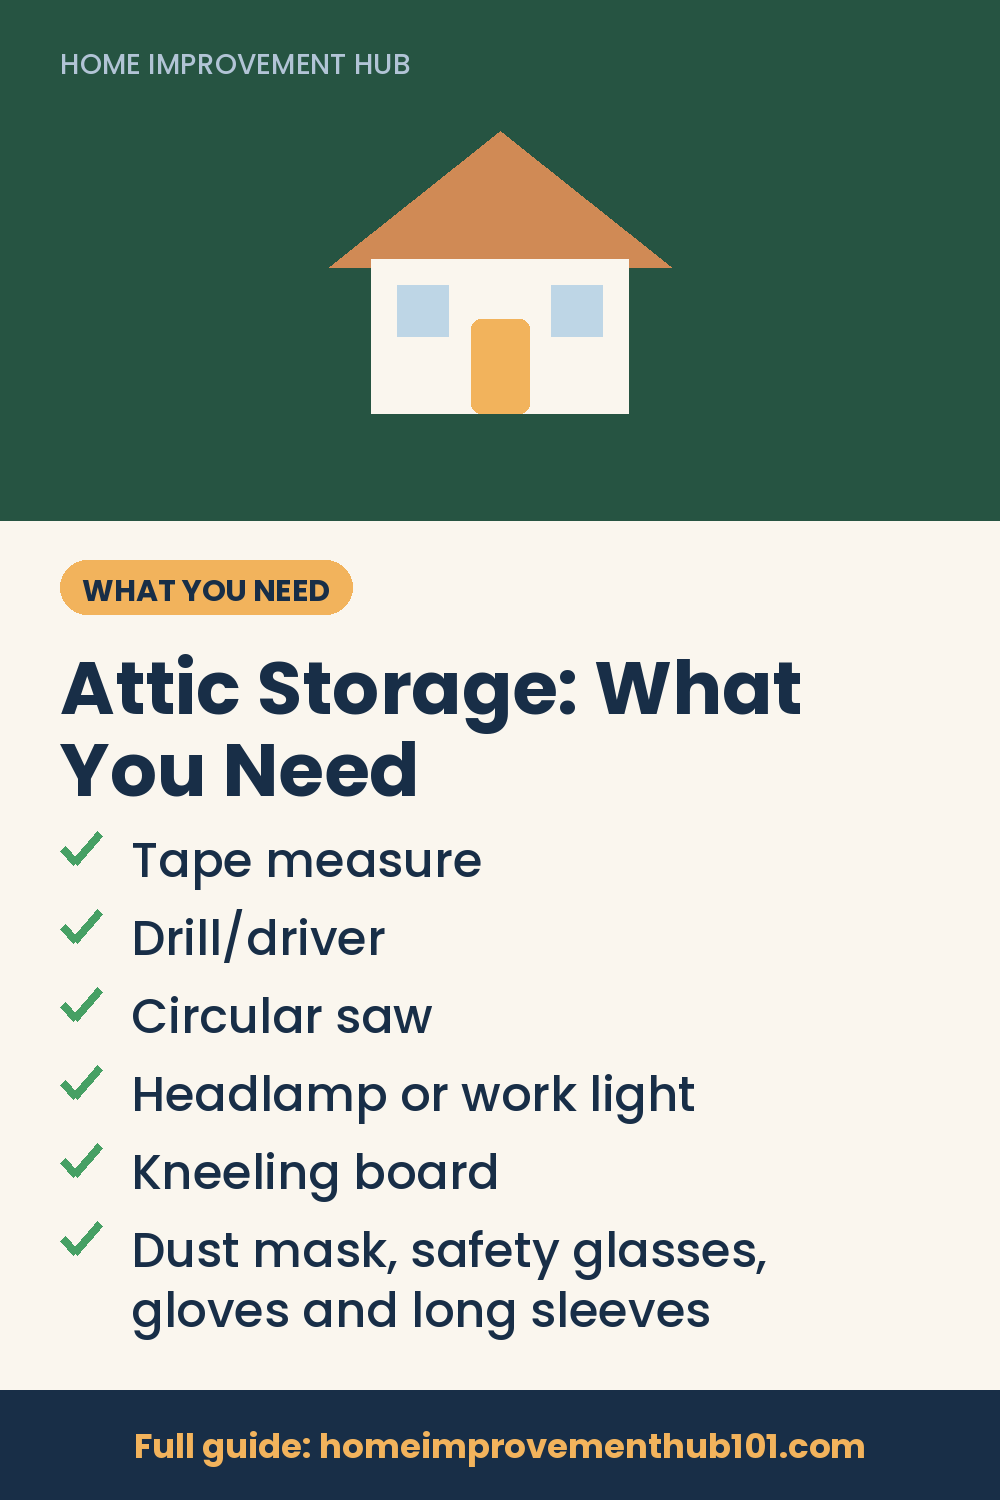 HOME IMPROVEMENT HUB
WHAT YOU NEED
Attic Storage: What
You Need
Tape measure
Drill/driver
Circular saw
Headlamp or work light
Kneeling board
Dust mask, safety glasses,
gloves and long sleeves
Full guide: homeimprovementhub101.com